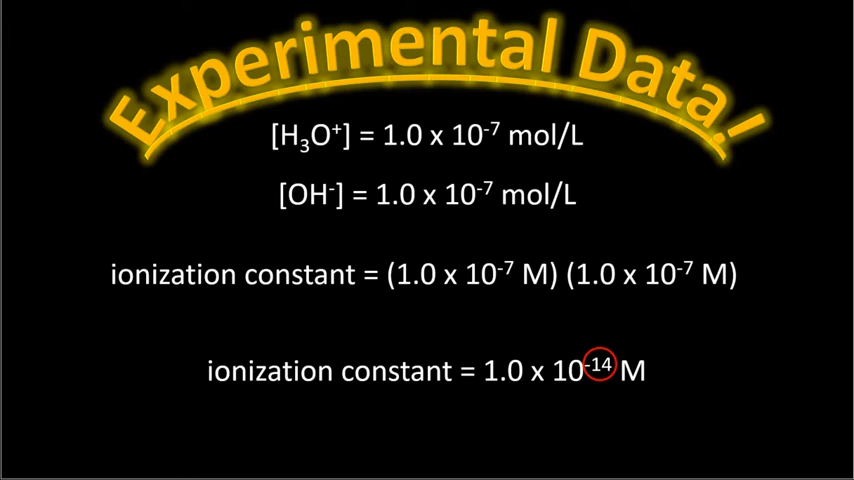 Experimental Data!
[H₃O⁺] = 1.0 x 10⁻⁷ mol/L
[OH⁻] = 1.0 x 10⁻⁷ mol/L
ionization constant = (1.0 x 10⁻⁷ M) (1.0 x 10⁻⁷ M)
ionization constant = 1.0 x 10⁻¹⁴ M